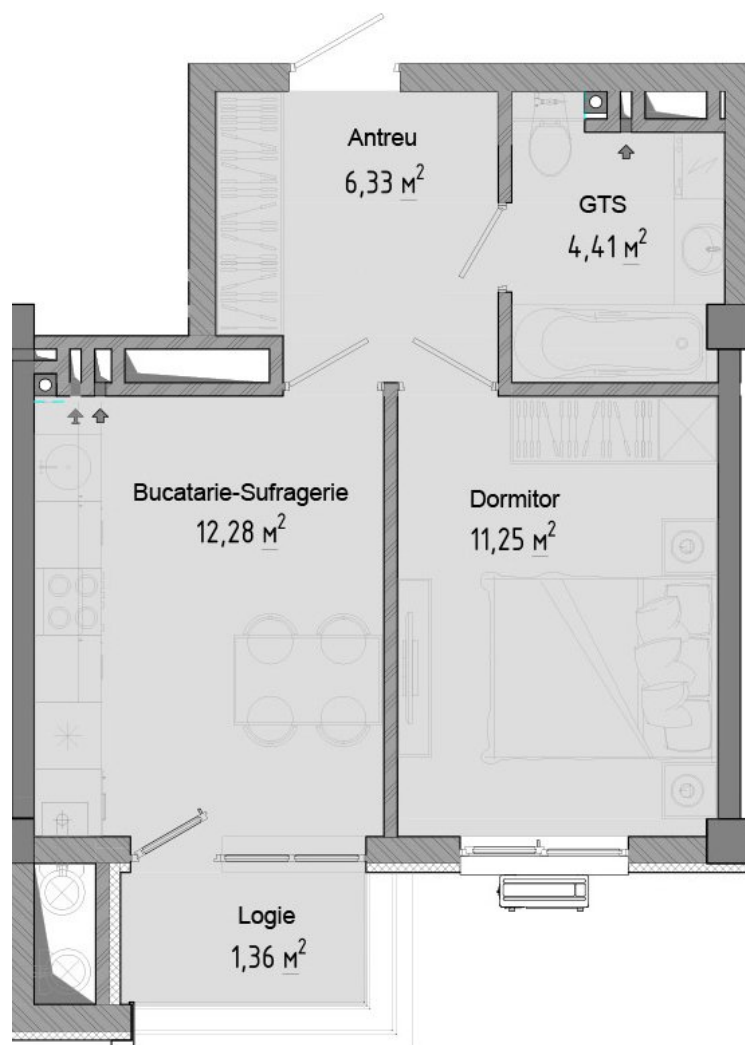 Antreu
6,33 м²
GTS
4,41 м²
Bucatarie-Sufragerie
12,28 м²
Dormitor
11,25 м²
Logie
1,36 м²